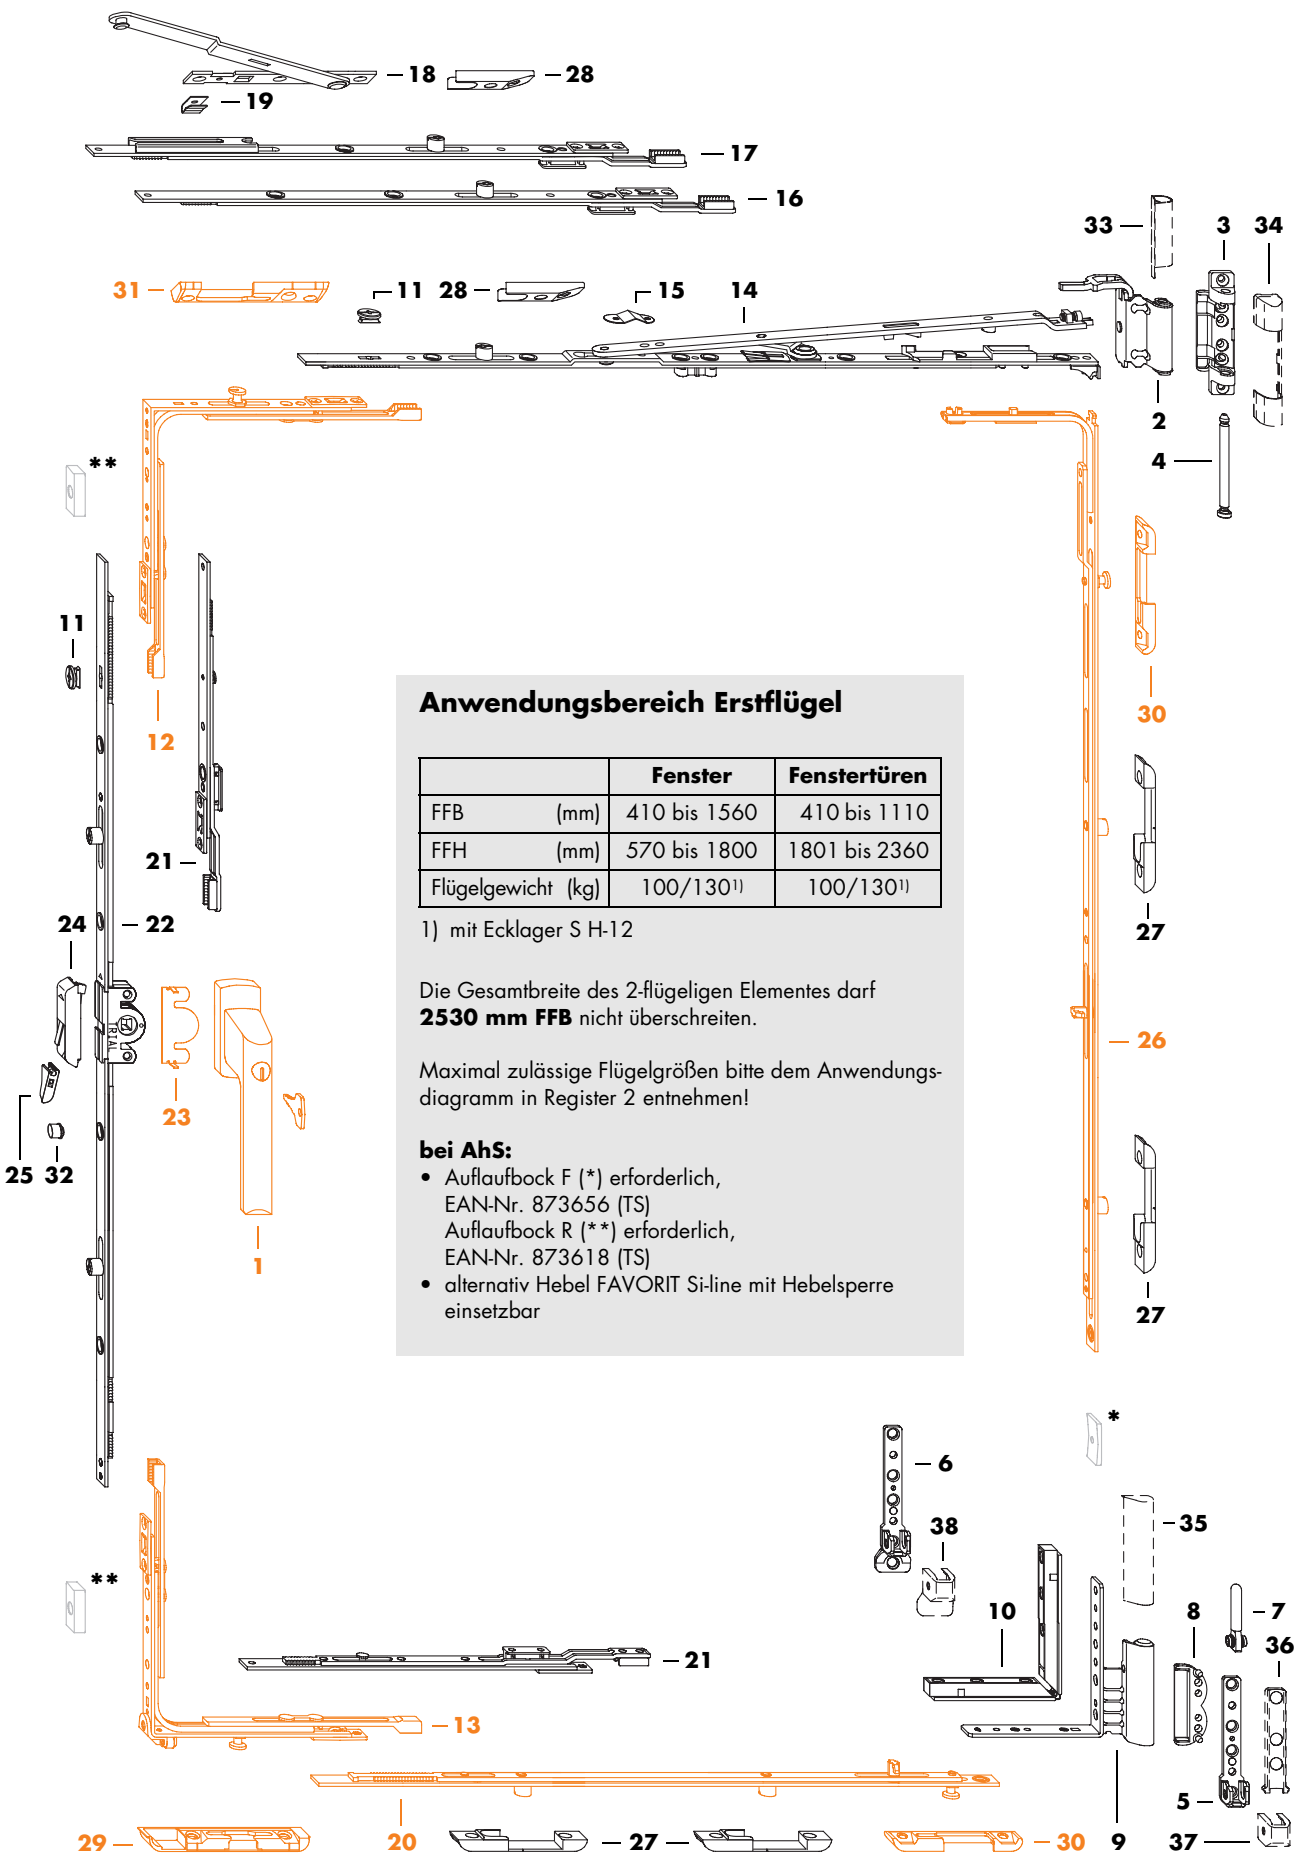 18
28
19
17
16
33
3
34
31
11
28
15
14
2
**
4
11
12
30
Anwendungsbereich Erstflügel
Fenster Fenstertüren
FFB (mm) 410 bis 1560 410 bis 1110
FFH (mm) 570 bis 1800 1801 bis 2360
Flügelgewicht (kg) 100/130 1) 100/130 1)
1) mit Ecklager S H-12
Die Gesamtbreite des 2-flügeligen Elementes darf
2530 mm FFB nicht überschreiten.
Maximal zulässige Flügelgrößen bitte dem Anwendungs-
diagramm in Register 2 entnehmen!
bei AhS:
• Auflaufbock F (*) erforderlich,
EAN-Nr. 873656 (TS)
Auflaufbock R (**) erforderlich,
EAN-Nr. 873618 (TS)
• alternativ Hebel FAVORIT Si-line mit Hebelsperre
einsetzbar
21
24
22
27
26
23
25
32
1
27
*
6
35
38
**
10
8
7
36
21
13
5
29
20
27
30
9
37